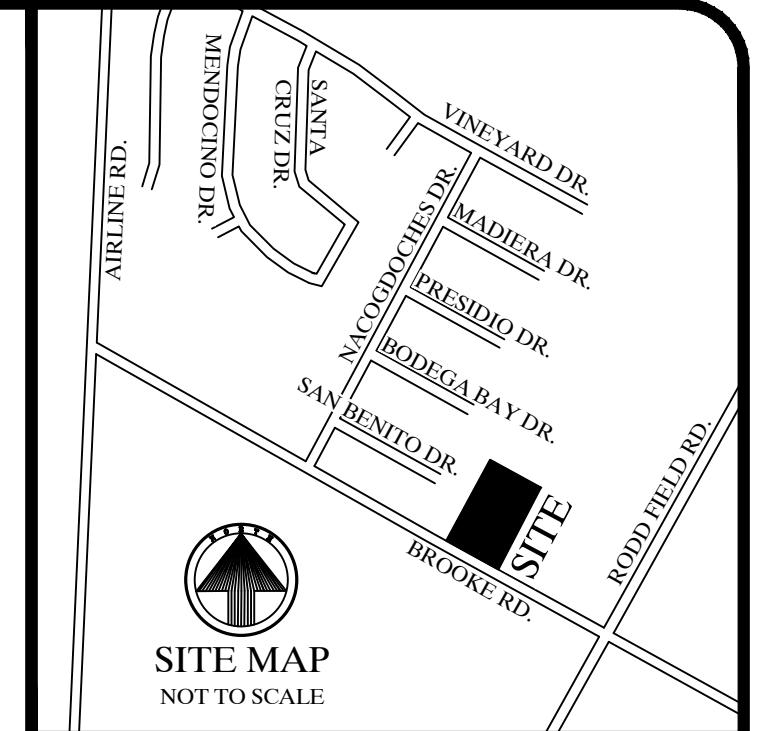 MENDOCINO DR.
SANTA
CRUZ DR.
AIRLINE RD.
VINEYARD DR.
NACOGDOCHES DR.
MADIERA DR.
PRESIDIO DR.
BODEGA BAY DR.
SAN BENITO DR.
RODD FIELD RD.
SITE
BROOKE RD.
NORTH
SITE MAP
NOT TO SCALE